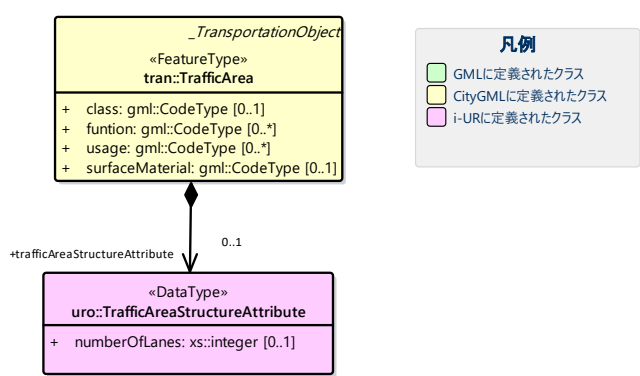 _TransportationObject
«FeatureType»
tran::TrafficArea
+ class: gml::CodeType [0..1]
+ funtion: gml::CodeType [0..*]
+ usage: gml::CodeType [0..*]
+ surfaceMaterial: gml::CodeType [0..1]
+trafficAreaStructureAttribute
0..1
«DataType»
uro::TrafficAreaStructureAttribute
+ numberOfLanes: xs::integer [0..1]
凡例
GMLに定義されたクラス
CityGMLに定義されたクラス
i-URに定義されたクラス